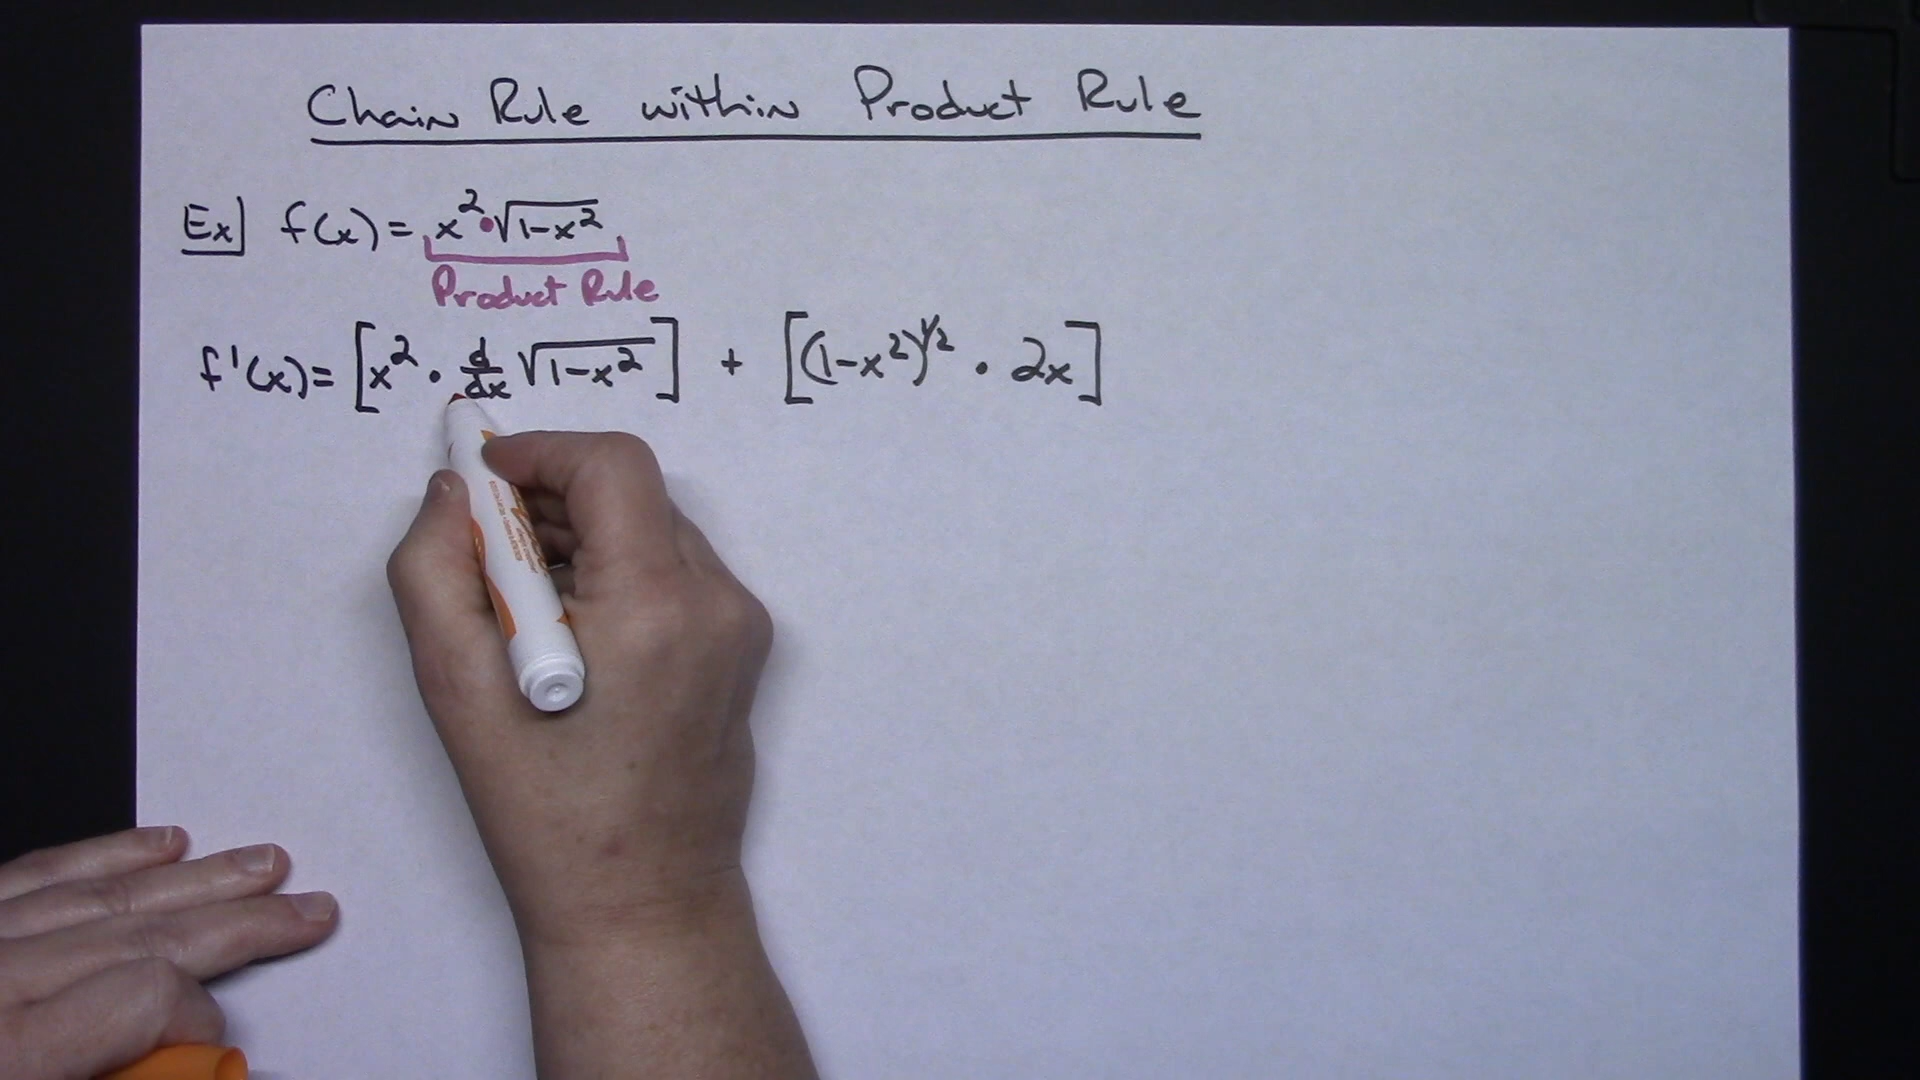 Chain Rule within Product Rule
Ex] f(x) = x²•√(1-x²)
Product Rule
f'(x) = [x² • d/dx √(1-x²)] + [(1-x²)^1/2 • 2x]